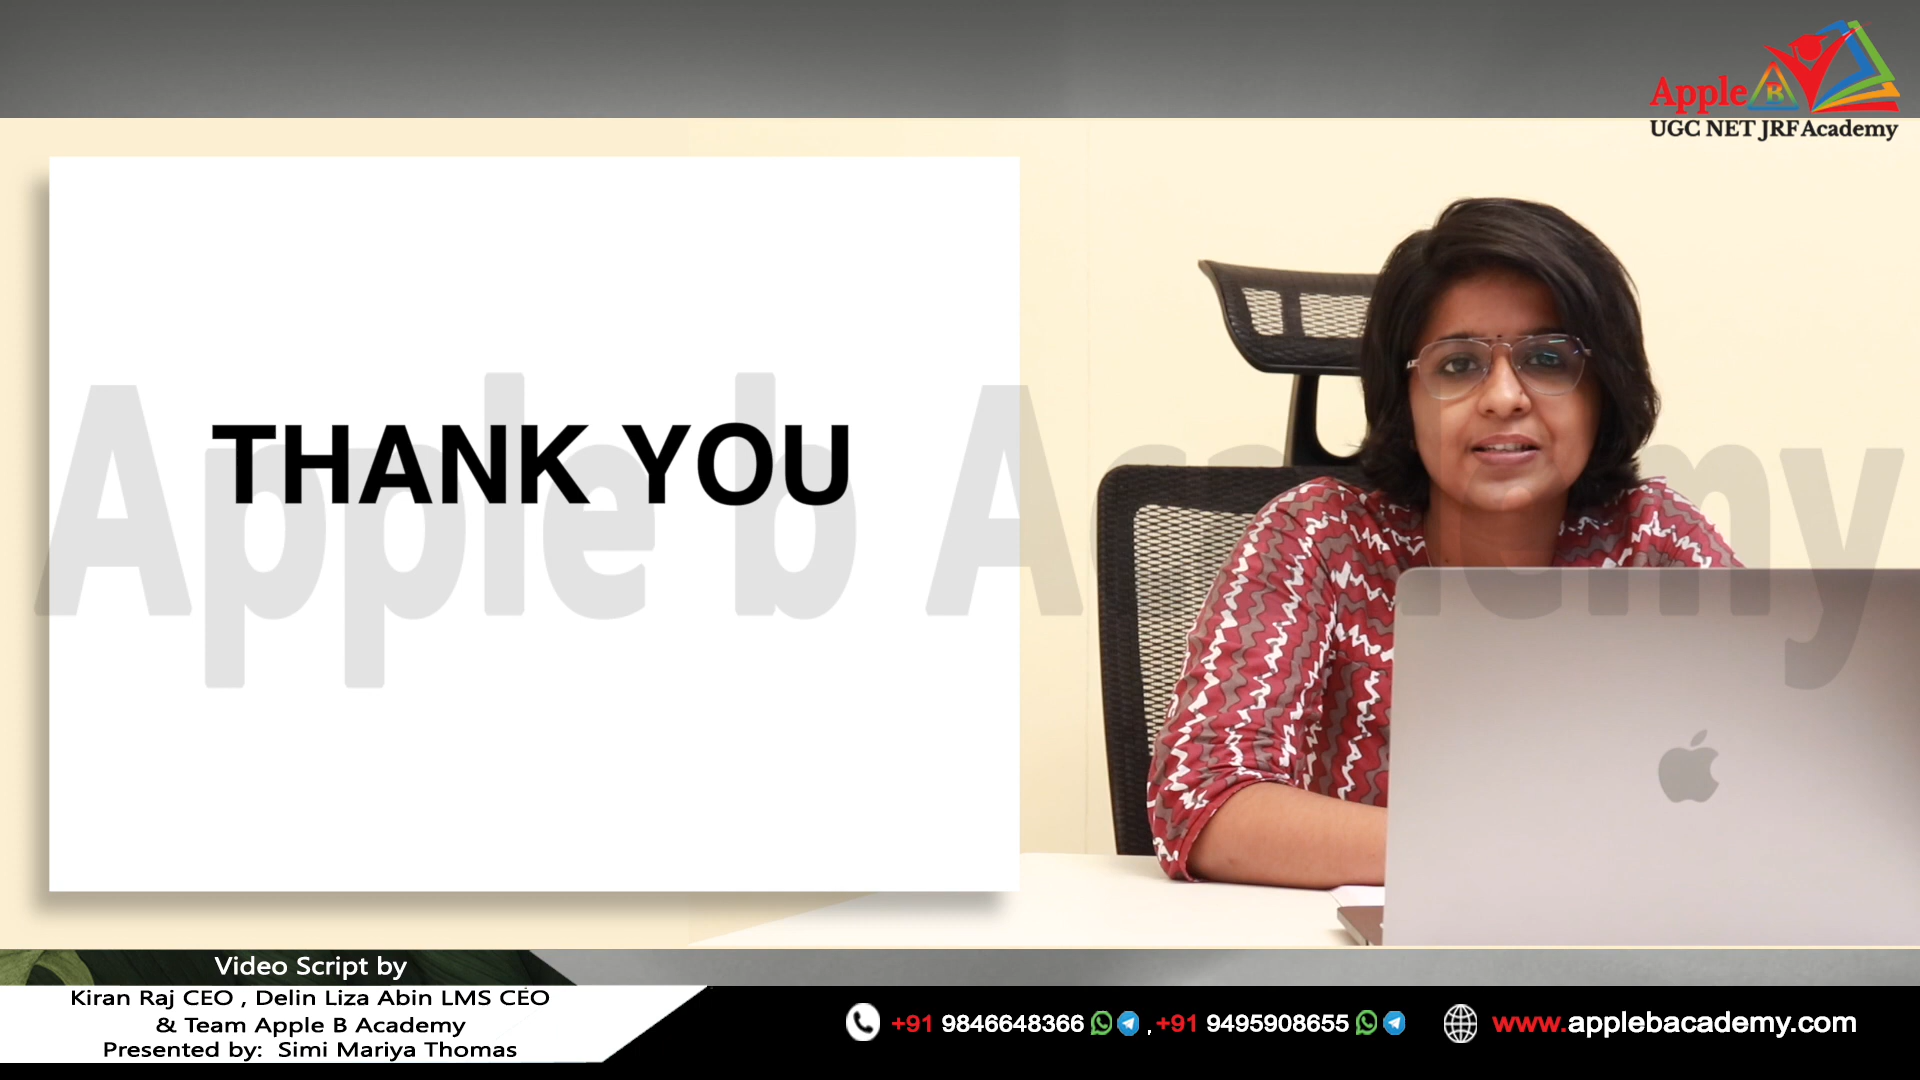 Apple B
UGC NET JRF Academy
THANK YOU
Apple b Academy
Video Script by
Kiran Raj CEO , Delin Liza Abin LMS CEO
& Team Apple B Academy
Presented by: Simi Mariya Thomas
+91 9846648366 , +91 9495908655 www.applebacademy.com